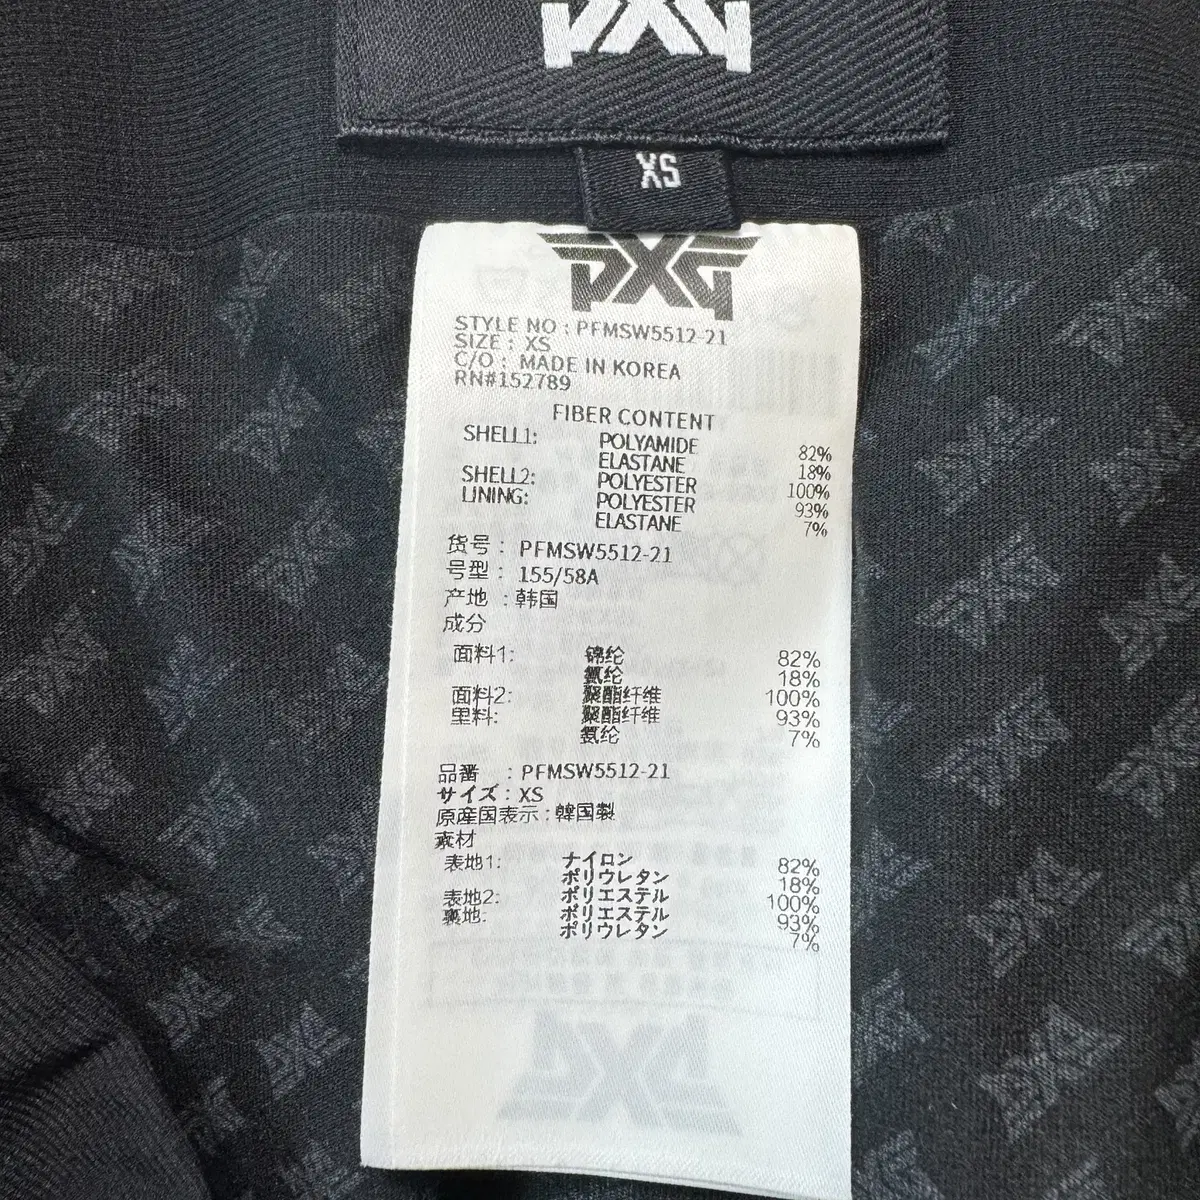 PXG
XS
PXG
STYLE NO : PFMSW5512-21
SIZE : XS
C/O : MADE IN KOREA
RN#152789
FIBER CONTENT
SHELL1: POLYAMIDE 82%
ELASTANE 18%
SHELL2: POLYESTER 100%
LINING: POLYESTER 93%
ELASTANE 7%
货号 : PFMSW5512-21
号型 : 155/58A
产地 : 韩国
成分
面料1: 锦纶 82%
氨纶 18%
面料2: 聚酯纤维 100%
里料: 聚酯纤维 93%
氨纶 7%
品番 : PFMSW5512-21
サイズ : XS
原産国表示 : 韓国製
素材
表地1: ナイロン 82%
ポリウレタン 18%
表地2: ポリエステル 100%
裏地: ポリエステル 93%
ポリウレタン 7%